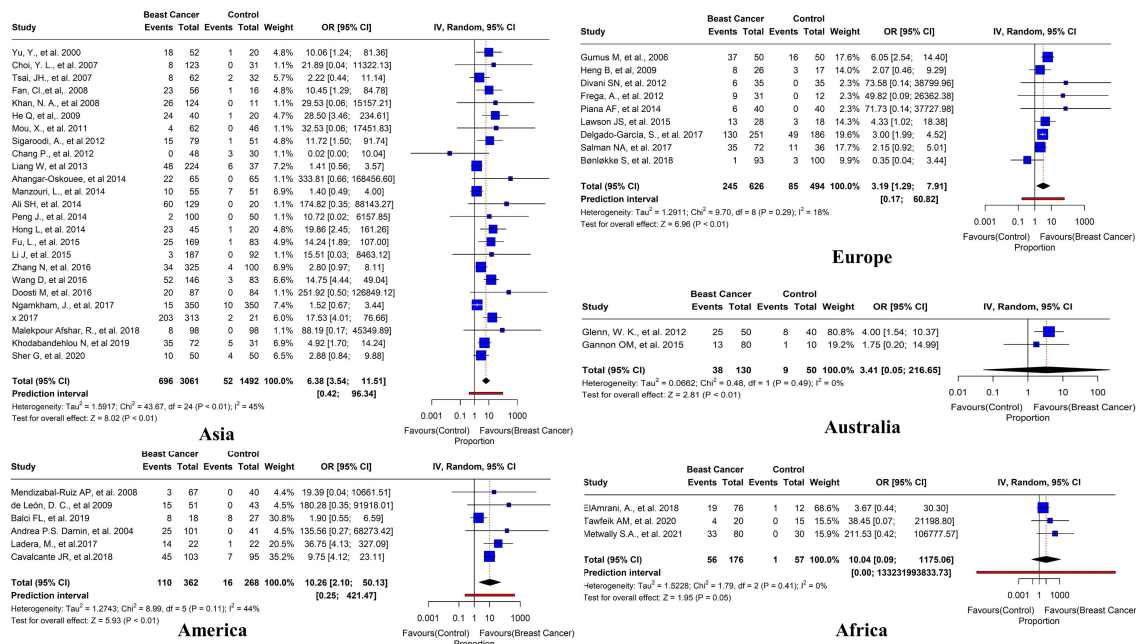 Beast Cancer Control
Study Events Total Events Total Weight OR [95% CI] IV, Random, 95% CI
Yu, Y., et al. 2000 18 52 1 20 4.8% 10.06 [1.24; 81.36]
Choi, Y. L. et al. 2007 8 123 0 31 0.9% 21.89 [0.04; 11322.13]
Tsai, JH., et al. 2007 8 62 2 32 6.4% 2.22 [0.44; 11.14]
Fan, Cl.,et al,. 2008 23 56 1 16 4.8% 10.45 [1.29; 84.78]
Khan, N. A., et al 2008 26 124 0 11 0.9% 29.53 [0.06; 15157.21]
He Q, et al,. 2009 24 40 1 20 4.8% 28.50 [3.46; 234.61]
Mou, X., et al. 2011 4 62 0 46 0.9% 32.53 [0.06; 17451.83]
Sigaroodi, A., et al 2012 15 79 1 51 4.9% 11.72 [1.50; 91.74]
Chang P., et al. 2012 0 48 3 30 0.9% 0.02 [0.00; 10.04]
Liang W, et al 2013 48 224 6 37 8.8% 1.41 [0.56; 3.57]
Ahangar-Oskouee, et al 2014 22 65 0 65 0.9% 333.81 [0.66; 168456.60]
Manzouri, L., et al. 2014 10 55 7 51 8.3% 1.40 [0.49; 4.00]
Ali SH, et al. 2014 60 129 0 20 0.9% 174.82 [0.35; 88143.27]
Peng J., et al. 2014 2 100 0 50 0.9% 10.72 [0.02; 6157.85]
Hong L, et al. 2014 23 45 1 20 4.8% 19.86 [2.45; 161.26]
Fu, L., et al. 2015 25 169 1 83 5.0% 14.24 [1.89; 107.00]
Li J, et al. 2015 3 187 0 92 0.9% 15.51 [0.03; 8463.12]
Zhang N, et al. 2016 34 325 4 100 8.2% 2.80 [0.97; 8.11]
Wang D, et al 2016 52 146 3 83 7.7% 14.75 [4.44; 49.04]
Doosti M, et al. 2016 20 87 0 84 0.9% 251.92 [0.50; 126849.12]
Ngamkham, J., et al. 2017 15 350 10 350 9.1% 1.52 [0.67; 3.44]
x 2017 203 313 2 21 6.7% 17.53 [4.01; 76.66]
Malekpour Afshar, R., et al. 2018 8 98 0 98 0.9% 88.19 [0.17; 45349.89]
Khodabandehlou N, et al 2019 35 72 5 31 8.3% 4.92 [1.70; 14.24]
Sher G, et al. 2020 10 50 4 50 7.6% 2.88 [0.84; 9.88]
Total (95% CI) 696 3061 52 1492 100.0% 6.38 [3.54; 11.51]
Prediction interval [0.42; 96.34]
Heterogeneity: Tau² = 1.5917; Chi² = 43.67, df = 24 (P < 0.01); I² = 45%
Test for overall effect: Z = 8.02 (P < 0.01)
0.01 0.1 1 10 1000
Favours(Control) Favours(Breast Cancer)
Proportion
Asia
Beast Cancer Control
Study Events Total Events Total Weight OR [95% CI] IV, Random, 95% CI
Mendizabal-Ruiz AP, et al. 2008 3 67 0 40 4.4% 19.39 [0.04; 10661.51]
de León, D. C., et al 2009 15 51 0 43 4.5% 180.28 [0.35; 91918.01]
Balci FL, et al. 2019 8 18 8 27 30.8% 1.90 [0.55; 6.59]
Andrea P.S. Damin, et al. 2004 25 101 0 41 4.5% 135.56 [0.27; 68273.42]
Ladera, M., et al.2017 14 22 1 22 20.4% 36.75 [4.13; 327.09]
Cavalcante JR, et al.2018 45 103 7 95 35.3% 9.75 [4.12; 23.11]
Total (95% CI) 110 362 16 268 100.0% 10.26 [2.10; 50.13]
Prediction interval [0.25; 421.47]
Heterogeneity: Tau² = 1.2743; Chi² = 8.99, df = 5 (P = 0.11); I² = 44%
Test for overall effect: Z = 5.93 (P < 0.01)
0.01 0.1 1 10 1000
Favours(Control) Favours(Breast Cancer)
America
Beast Cancer Control
Study Events Total Events Total Weight OR [95% CI] IV, Random, 95% CI
Gumus M, et al., 2006 37 50 16 50 17.6% 6.05 [2.54; 14.40]
Heng B, et al, 2009 8 26 3 17 9.0% 2.07 [0.46; 9.29]
Divani SN, et al. 2012 6 35 0 35 0.7% 73.58 [0.14; 38799.96]
Frega, A., et al. 2012 9 31 0 12 0.7% 49.82 [0.09; 26362.38]
Piana AF, et al 2014 6 40 0 40 0.7% 71.73 [0.14; 37727.98]
Lawson JS, et al. 2015 13 28 3 18 9.7% 4.33 [1.02; 18.38]
Delgado-García, S., et al. 2017 130 251 49 186 41.2% 3.00 [1.99; 4.52]
Salman NA, et al. 2017 35 72 11 36 18.1% 2.15 [0.92; 5.01]
Bønløkke S, et al. 2018 1 93 3 100 2.2% 0.35 [0.04; 3.44]
Total (95% CI) 245 626 85 494 100.0% 3.19 [1.29; 7.91]
Prediction interval [0.17; 60.82]
Heterogeneity: Tau² = 1.2911; Chi² = 9.70, df = 8 (P = 0.29); I² = 18%
Test for overall effect: Z = 6.96 (P < 0.01)
0.001 0.1 1 10 1000
Favours(Control) Favours(Breast Cancer)
Proportion
Europe
Beast Cancer Control
Study Events Total Events Total Weight OR [95% CI] IV, Random, 95% CI
Glenn, W. K., et al. 2012 25 50 8 40 80.8% 4.00 [1.54; 10.37]
Gannon OM, et al. 2015 13 80 1 10 19.2% 1.75 [0.20; 14.99]
Total (95% CI) 38 130 9 50 100.0% 3.41 [0.05; 216.65]
Heterogeneity: Tau² = 0.0662; Chi² = 0.48, df = 1 (P = 0.49); I² = 0%
Test for overall effect: Z = 2.81 (P < 0.01)
0.01 0.1 1 10 100
Favours(Control) Favours(Breast Cancer)
Proportion
Australia
Beast Cancer Control
Study Events Total Events Total Weight OR [95% CI] IV, Random, 95% CI
ElAmrani, A., et al. 2018 19 76 1 12 68.6% 3.67 [0.44; 30.30]
Tawfeik AM, et al. 2020 4 20 0 15 15.5% 38.45 [0.07; 21198.80]
Metwally S.A., et al. 2021 33 80 0 30 15.9% 211.53 [0.42; 106777.57]
Total (95% CI) 56 176 1 57 100.0% 10.04 [0.09; 1175.06]
Prediction interval [0.00; 133231993833.73]
Heterogeneity: Tau² = 1.5228; Chi² = 1.79, df = 2 (P = 0.41); I² = 0%
Test for overall effect: Z = 1.95 (P = 0.05)
0.001 0.1 1 10 1000
Favours(Control) Favours(Breast Cancer)
Proportion
Africa